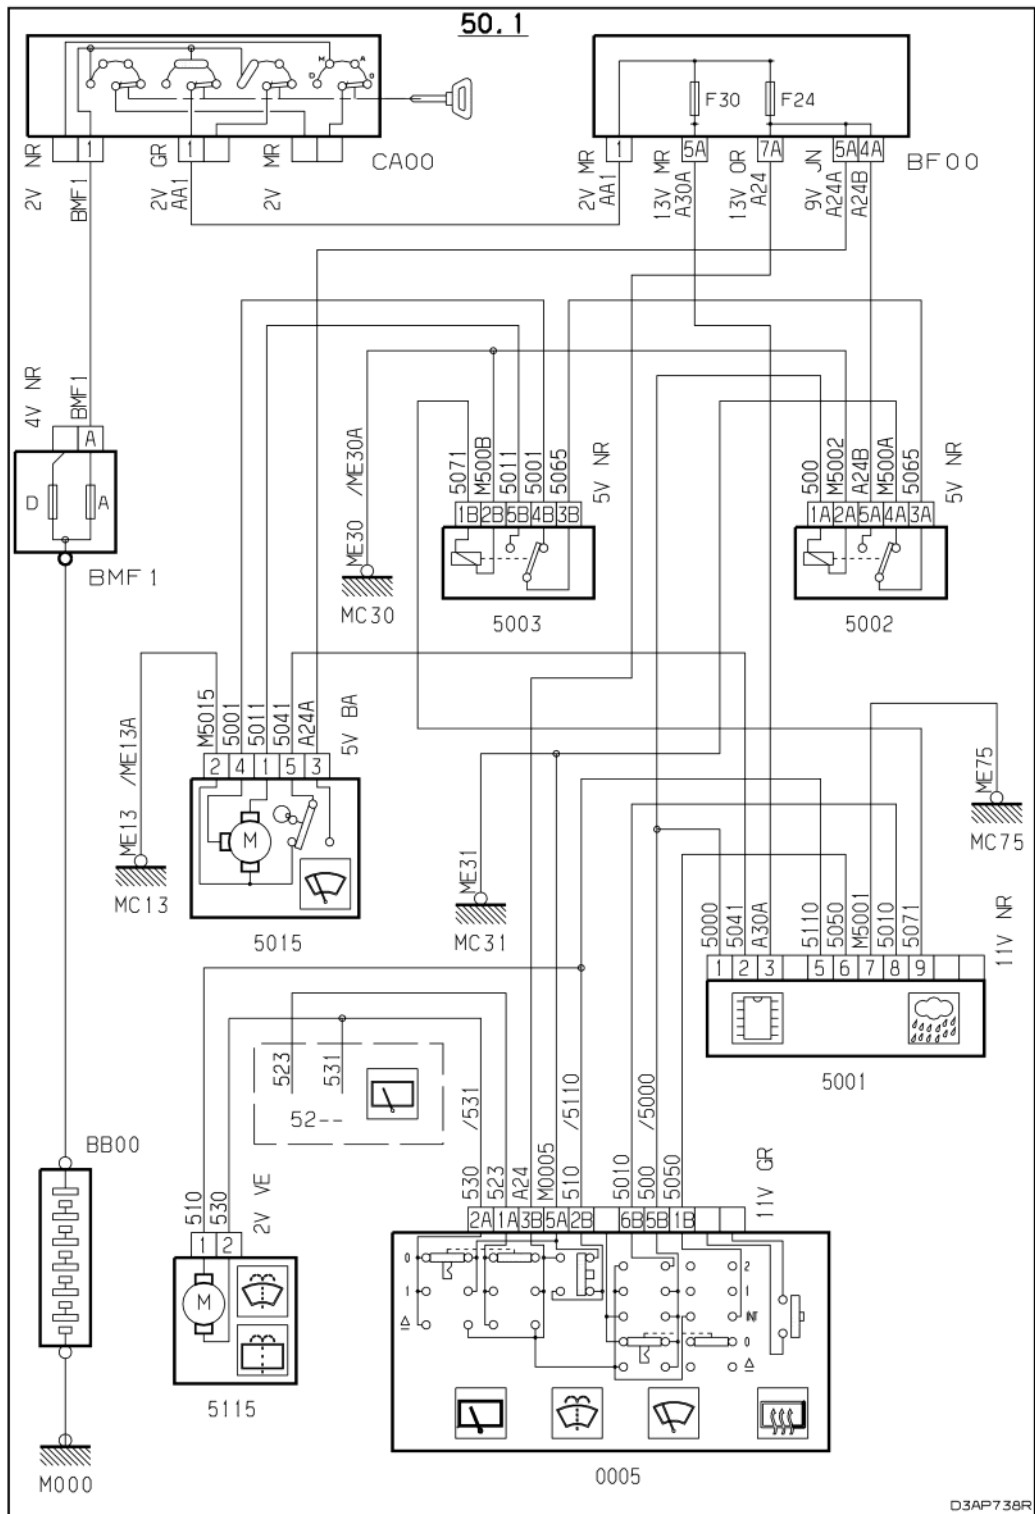 50.1
M A D O
F30 F24
1 1 CA00
1 5A 7A 5A 4A BF00
2V NR BMF1 2V GR AA1 2V MR
2V MR AA1 13V MR A30A 13V OR A24 9V JN A24A A24B
4V NR BMF1
A
D A
BMF1
ME30 /ME30A
MC30
5071 M500B 5011 5001 5065 5V NR
1B 2B 5B 4B 3B
5003
500 M5002 A24B M500A 5065 5V NR
1A 2A 5A 4A 3A
5002
ME13 /ME13A
MC13
M5015 5001 5011 5041 A24A 5V BA
2 4 1 5 3
M
5015
ME31
MC31
ME75
MC75
5000 5041 A30A 5110 5050 M5001 5010 5071 11V NR
1 2 3 5 6 7 8 9
5001
523 531
52--
BB00
M000
510 530 2V VE
1 2
M
5115
530 /531 523 A24 M0005 510 /5110 5010 500 /5000 5050 11V GR
2A 1A 3B 5A 2B 6B 5B 1B
0 2
1 1
INT
0
0005
D3AP738R